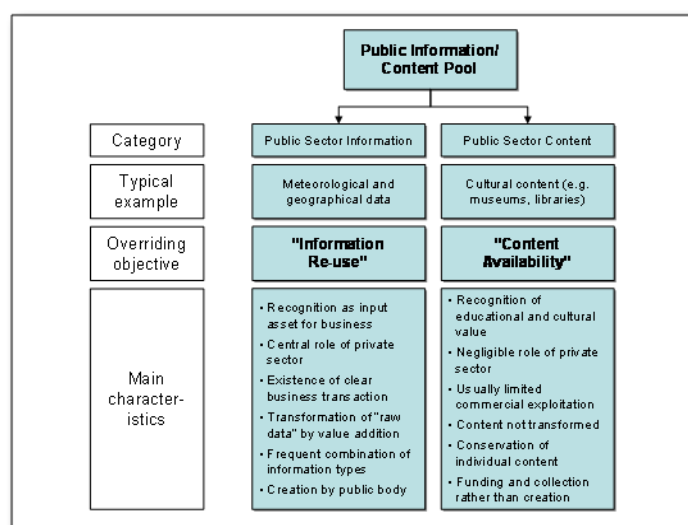 Public Information/
Content Pool
Category
Public Sector Information
Public Sector Content
Typical
example
Meteorological and
geographical data
Cultural content (e.g.
museums, libraries)
Overriding
objective
"Information
Re-use"
"Content
Availability"
Main
character-
istics
• Recognition as input
asset for business
• Central role of private
sector
• Existence of clear
business transaction
• Transformation of "raw
data" by value addition
• Frequent combination of
information types
• Creation by public body
• Recognition of
educational and cultural
value
• Negligible role of private
sector
• Usually limited
commercial exploitation
• Content not transformed
• Conservation of
individual content
• Funding and collection
rather than creation